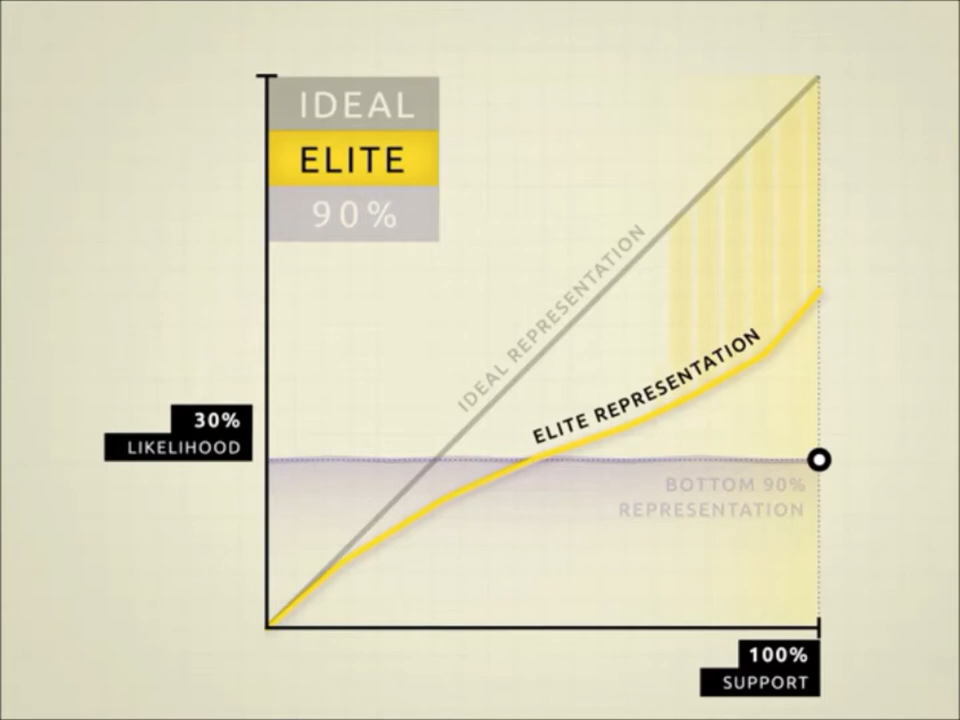 IDEAL
ELITE
90%
IDEAL REPRESENTATION
ELITE REPRESENTATION
30%
LIKELIHOOD
BOTTOM 90%
REPRESENTATION
100%
SUPPORT